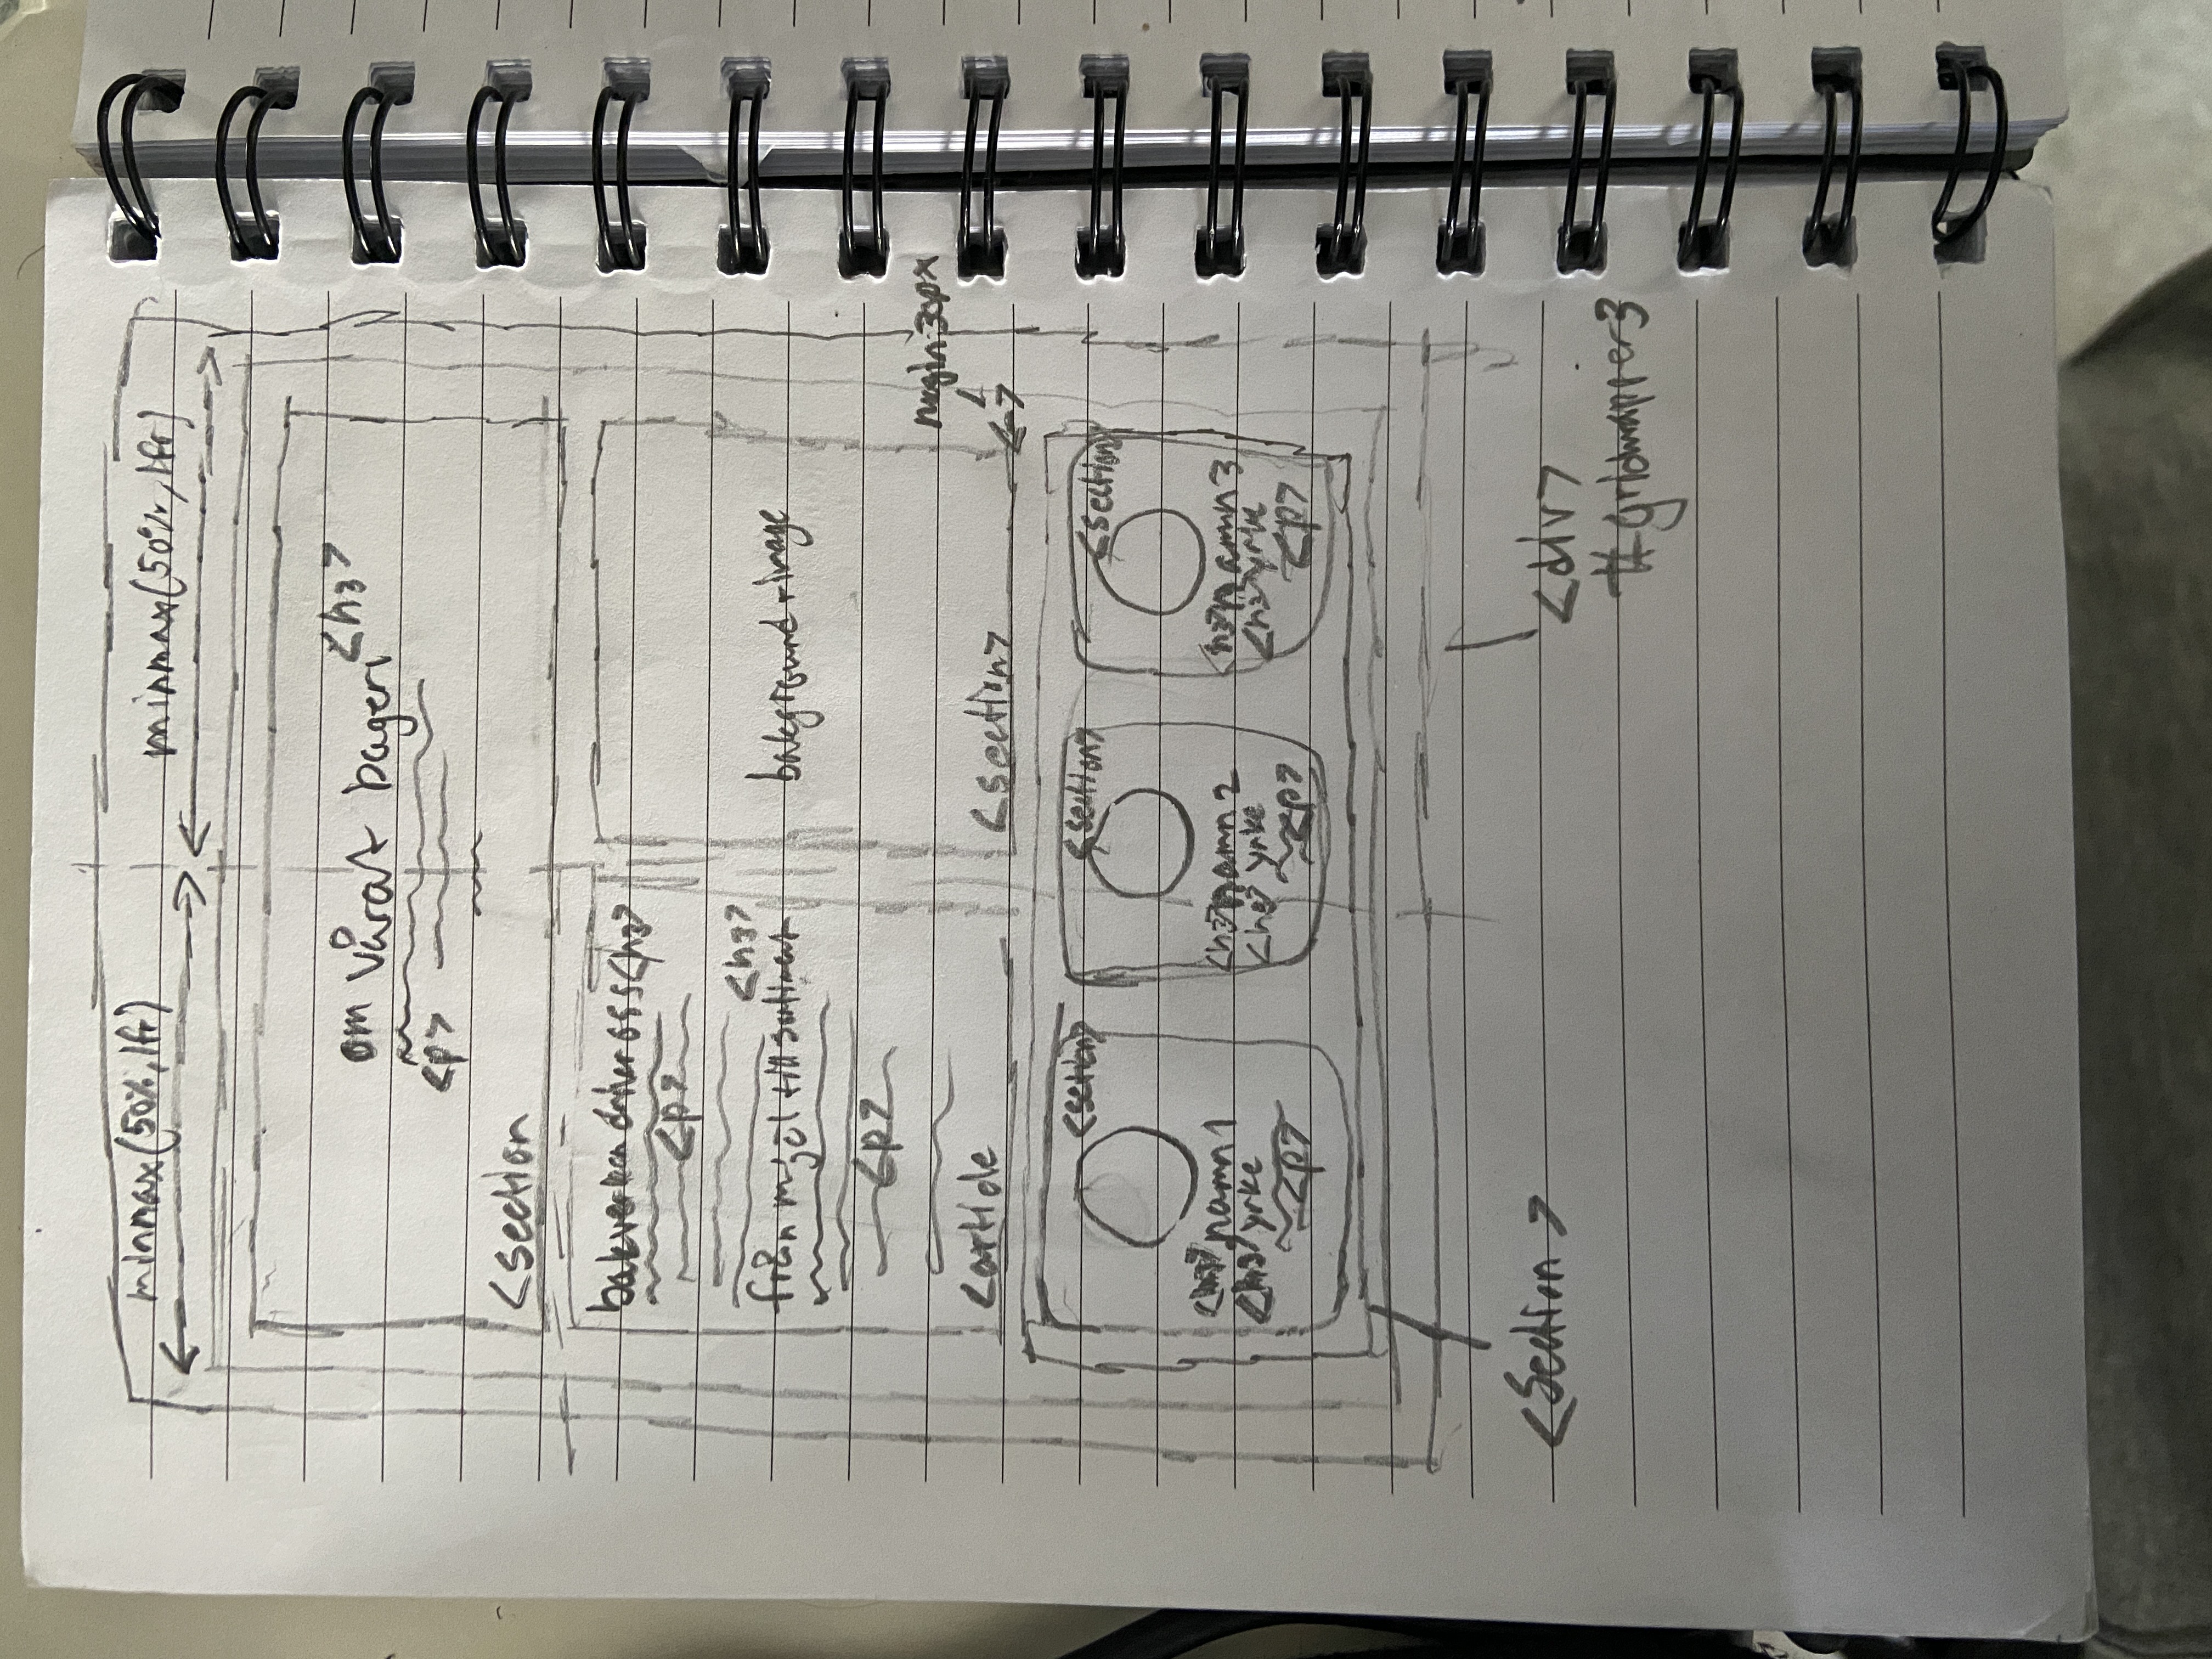 minmax(50%,1fr)
minmax(50%,1fr)
om vårat bageri <h3>
<p>
<section
bakverken driver oss <h3>
<p>
<h3>
från mjöl till sortiment
<p>
<article
bakground-image
<section>
margin:30px
<section>
<section>
<section>
<h3> namn 1
<h3> yrke
<p>
<h3> namn 2
<h3> yrke
<p>
<h3> namn 3
<h3> yrke
<p>
<Section>
<div>
#gridwrapper3